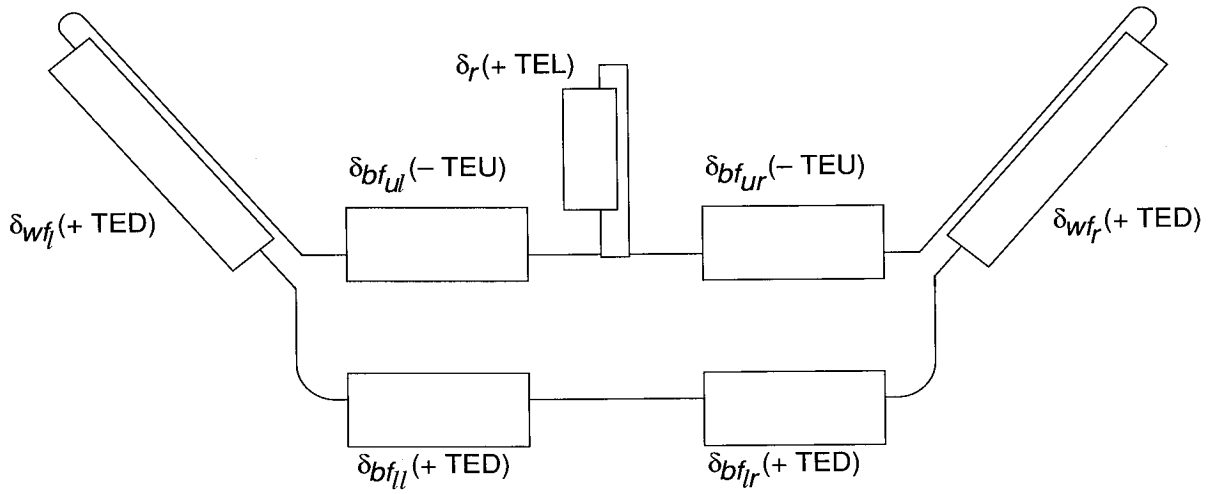 δr(+ TEL)
δbful(– TEU)
δbfur(– TEU)
δwfl(+ TED)
δwfr(+ TED)
δbfll(+ TED)
δbflr(+ TED)